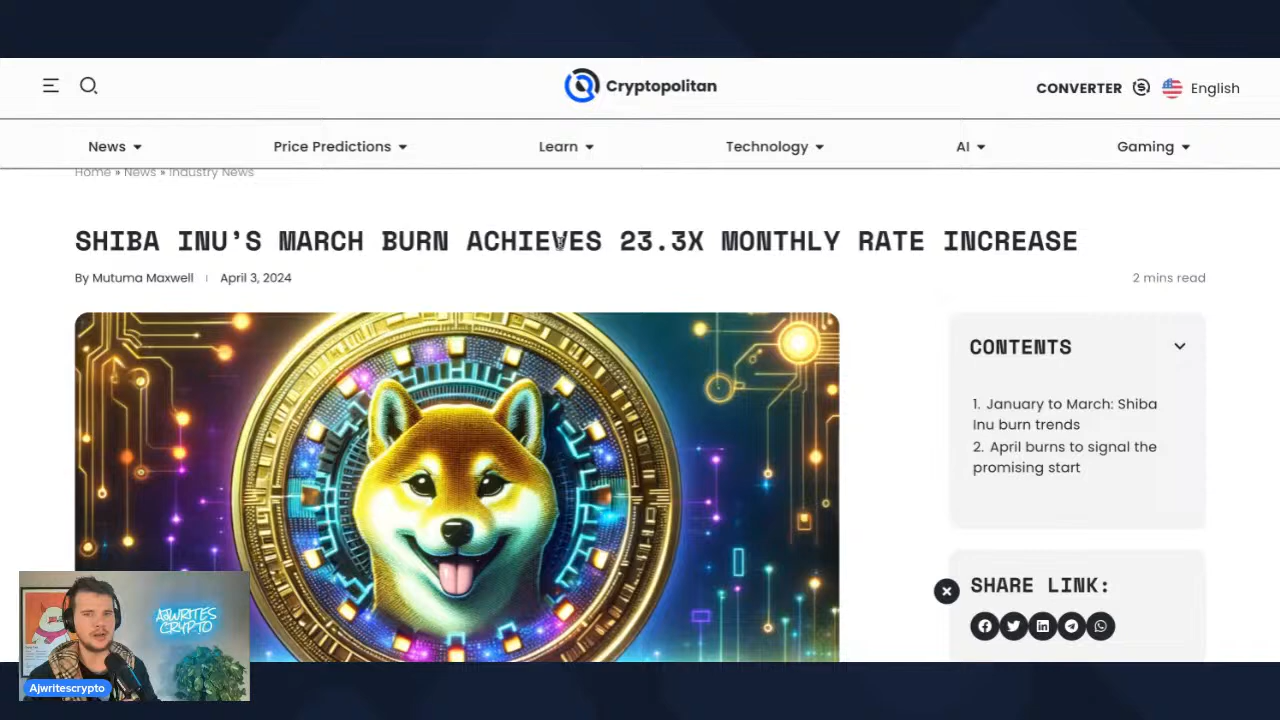 Cryptopolitan
CONVERTER
English
News
Price Predictions
Learn
Technology
AI
Gaming
Home » News » Industry News
SHIBA INU’S MARCH BURN ACHIEVES 23.3X MONTHLY RATE INCREASE
By Mutuma Maxwell
April 3, 2024
2 mins read
CONTENTS
1. January to March: Shiba
Inu burn trends
2. April burns to signal the
promising start
SHARE LINK:
AJWRITES
CRYPTO
Ajwritescrypto